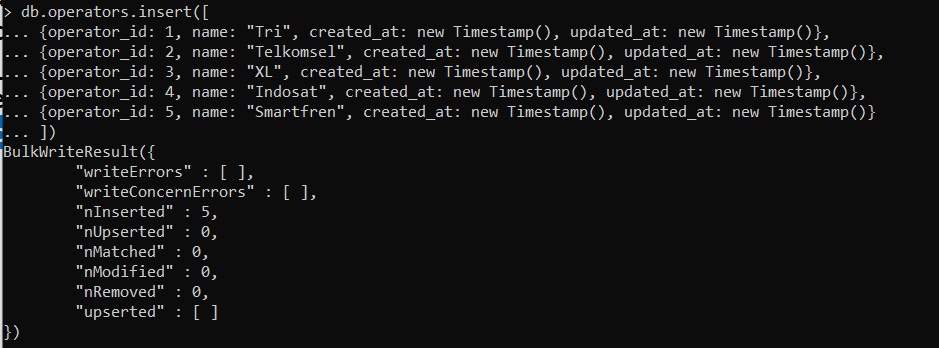 > db.operators.insert([
... {operator_id: 1, name: "Tri", created_at: new Timestamp(), updated_at: new Timestamp()},
... {operator_id: 2, name: "Telkomsel", created_at: new Timestamp(), updated_at: new Timestamp()},
... {operator_id: 3, name: "XL", created_at: new Timestamp(), updated_at: new Timestamp()},
... {operator_id: 4, name: "Indosat", created_at: new Timestamp(), updated_at: new Timestamp()},
... {operator_id: 5, name: "Smartfren", created_at: new Timestamp(), updated_at: new Timestamp()}
... ])
BulkWriteResult({
        "writeErrors" : [ ],
        "writeConcernErrors" : [ ],
        "nInserted" : 5,
        "nUpserted" : 0,
        "nMatched" : 0,
        "nModified" : 0,
        "nRemoved" : 0,
        "upserted" : [ ]
})